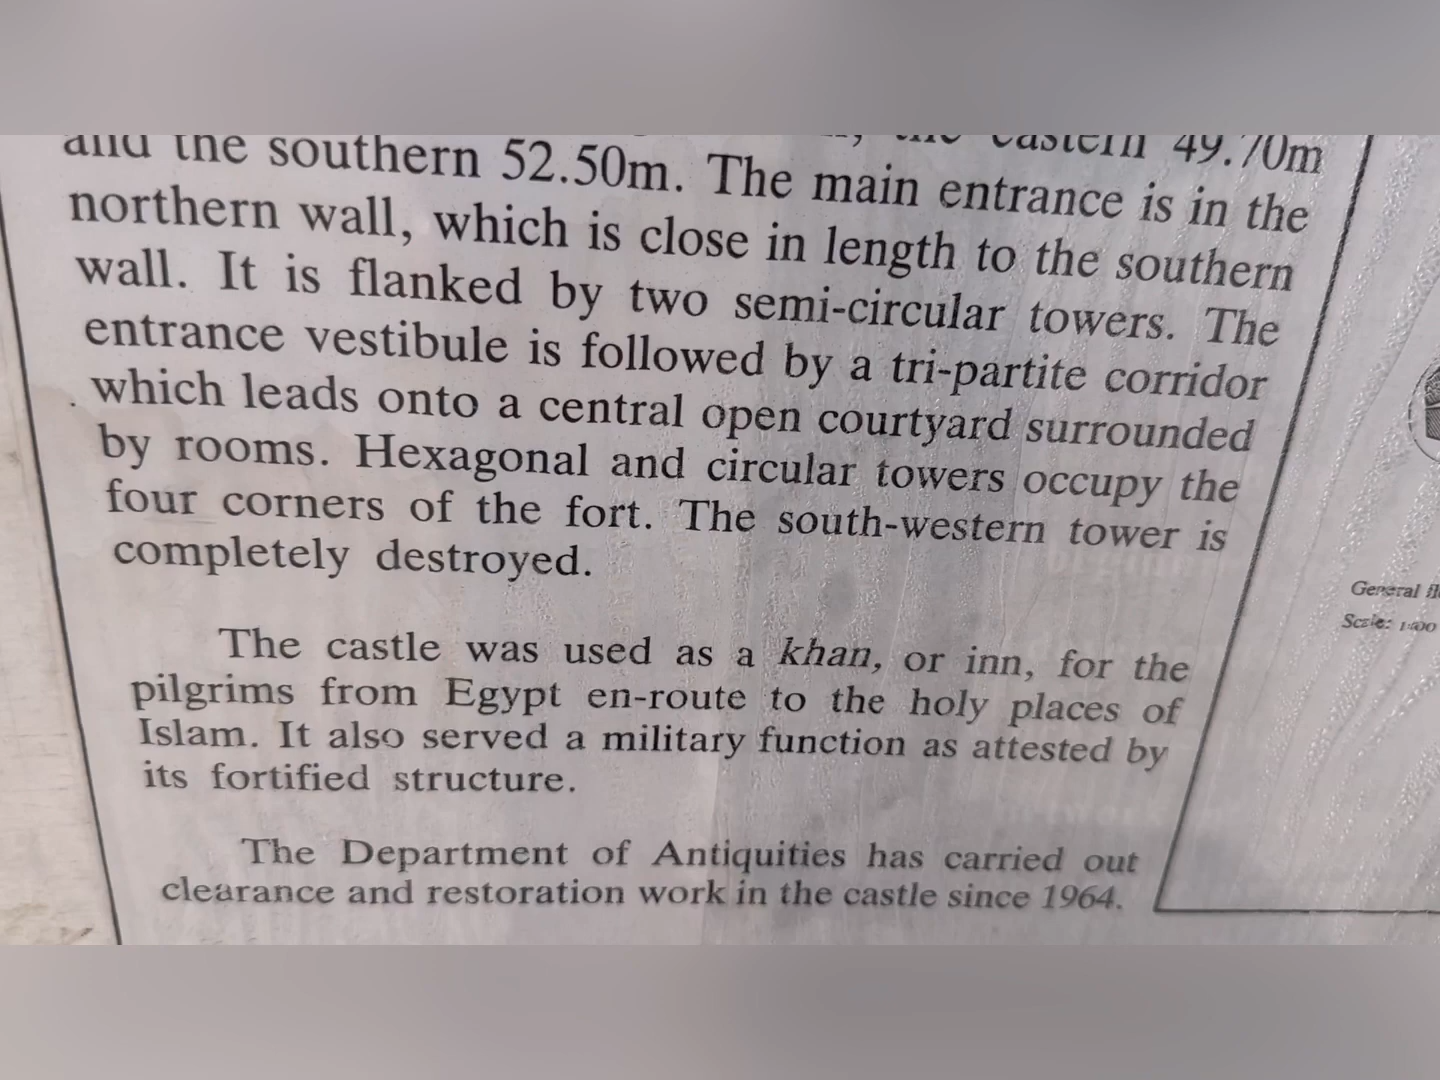 the eastern 49.70m
and the southern 52.50m. The main entrance is in the
northern wall, which is close in length to the southern
wall. It is flanked by two semi-circular towers. The
entrance vestibule is followed by a tri-partite corridor
which leads onto a central open courtyard surrounded
by rooms. Hexagonal and circular towers occupy the
four corners of the fort. The south-western tower is
completely destroyed.
The castle was used as a khan, or inn, for the
pilgrims from Egypt en-route to the holy places of
Islam. It also served a military function as attested by
its fortified structure.
The Department of Antiquities has carried out
clearance and restoration work in the castle since 1964.
General
Scale: